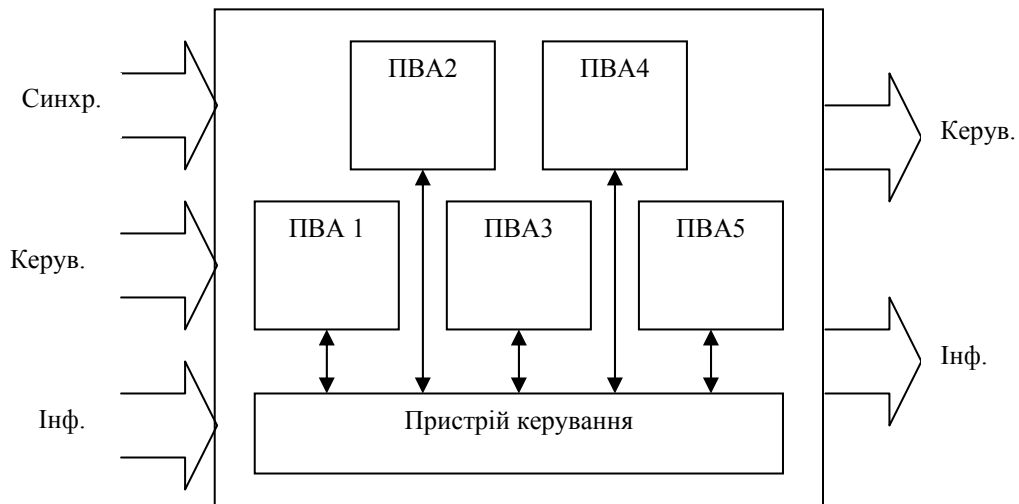 ПВА2
ПВА4
Синхр.
Керув.
ПВА 1
ПВА3
ПВА5
Керув.
Інф.
Інф.
Пристрій керування